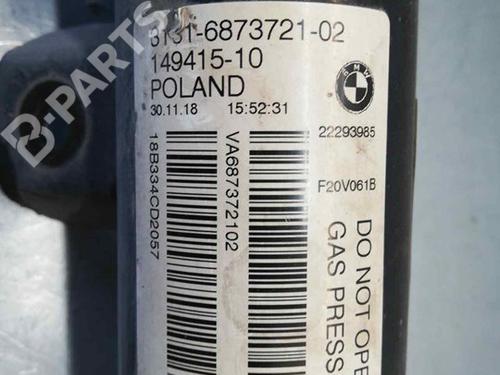 B-PARTS
3131-6873721-02
149415-10
POLAND
30.11.18 15:52:31
BMW
22293985
F20V061B
18B334CD2057
VA687372102
DO NOT OPE
GAS PRESS